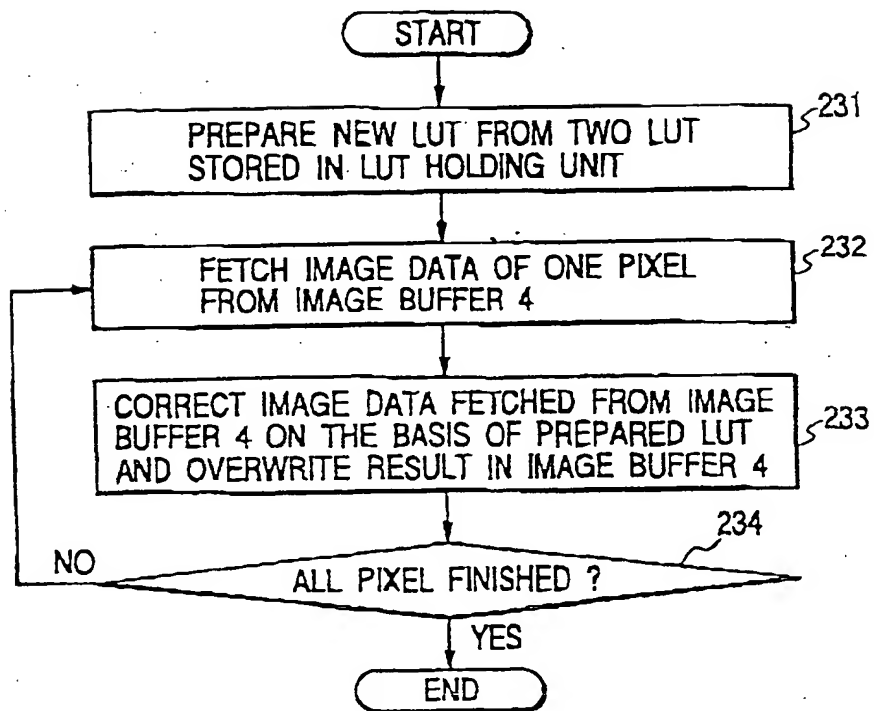 START
231
PREPARE NEW LUT FROM TWO LUT
STORED IN LUT HOLDING UNIT
232
FETCH IMAGE DATA OF ONE PIXEL
FROM IMAGE BUFFER 4
CORRECT IMAGE DATA FETCHED FROM IMAGE
BUFFER 4 ON THE BASIS OF PREPARED LUT
AND OVERWRITE RESULT IN IMAGE BUFFER 4
233
234
NO
ALL PIXEL FINISHED ?
YES
END